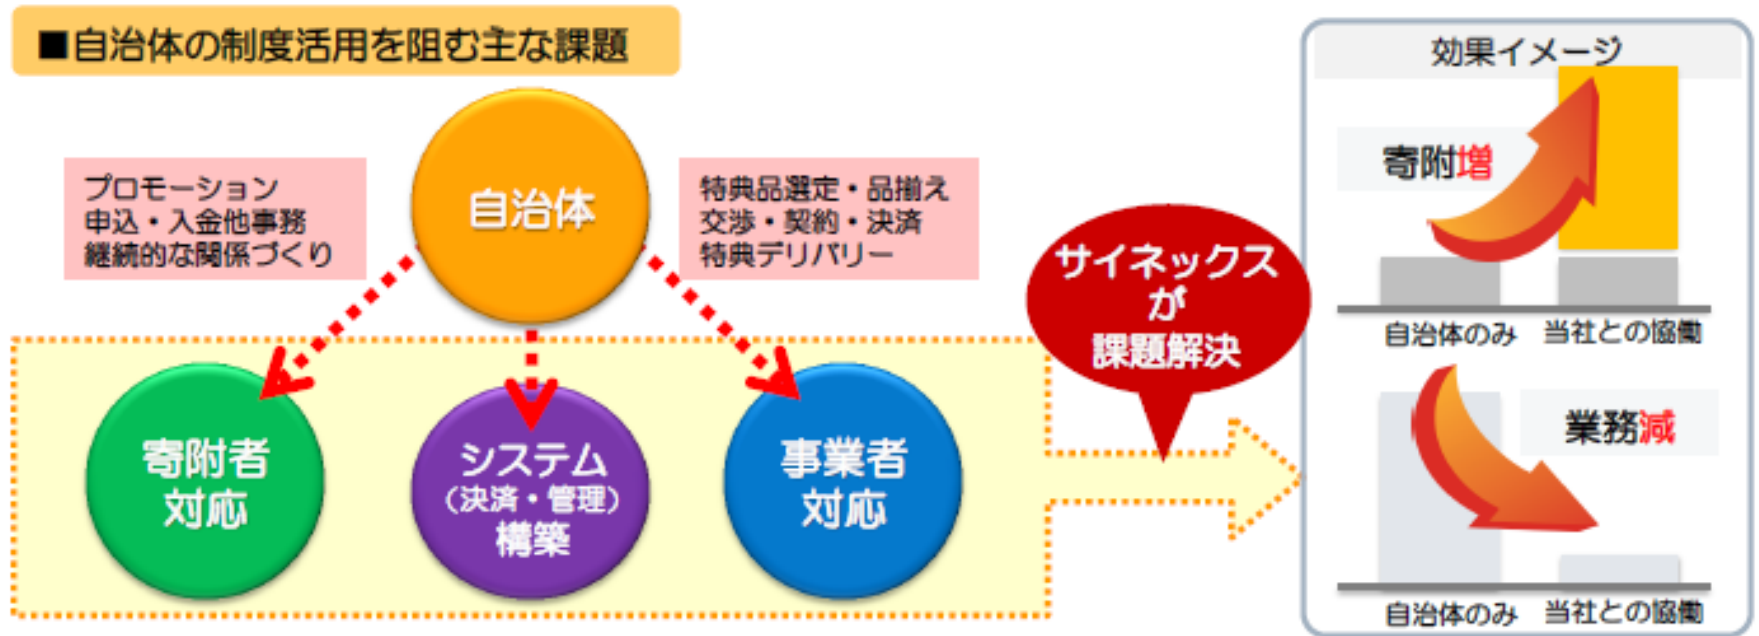 ■自治体の制度活用を阻む主な課題
プロモーション
申込・入金他事務
継続的な関係づくり
自治体
特典品選定・品揃え
交渉・契約・決済
特典デリバリー
寄附者
対応
システム
（決済・管理）
構築
事業者
対応
サイネックス
が
課題解決
効果イメージ
寄附増
自治体のみ
当社との協働
業務減
自治体のみ
当社との協働